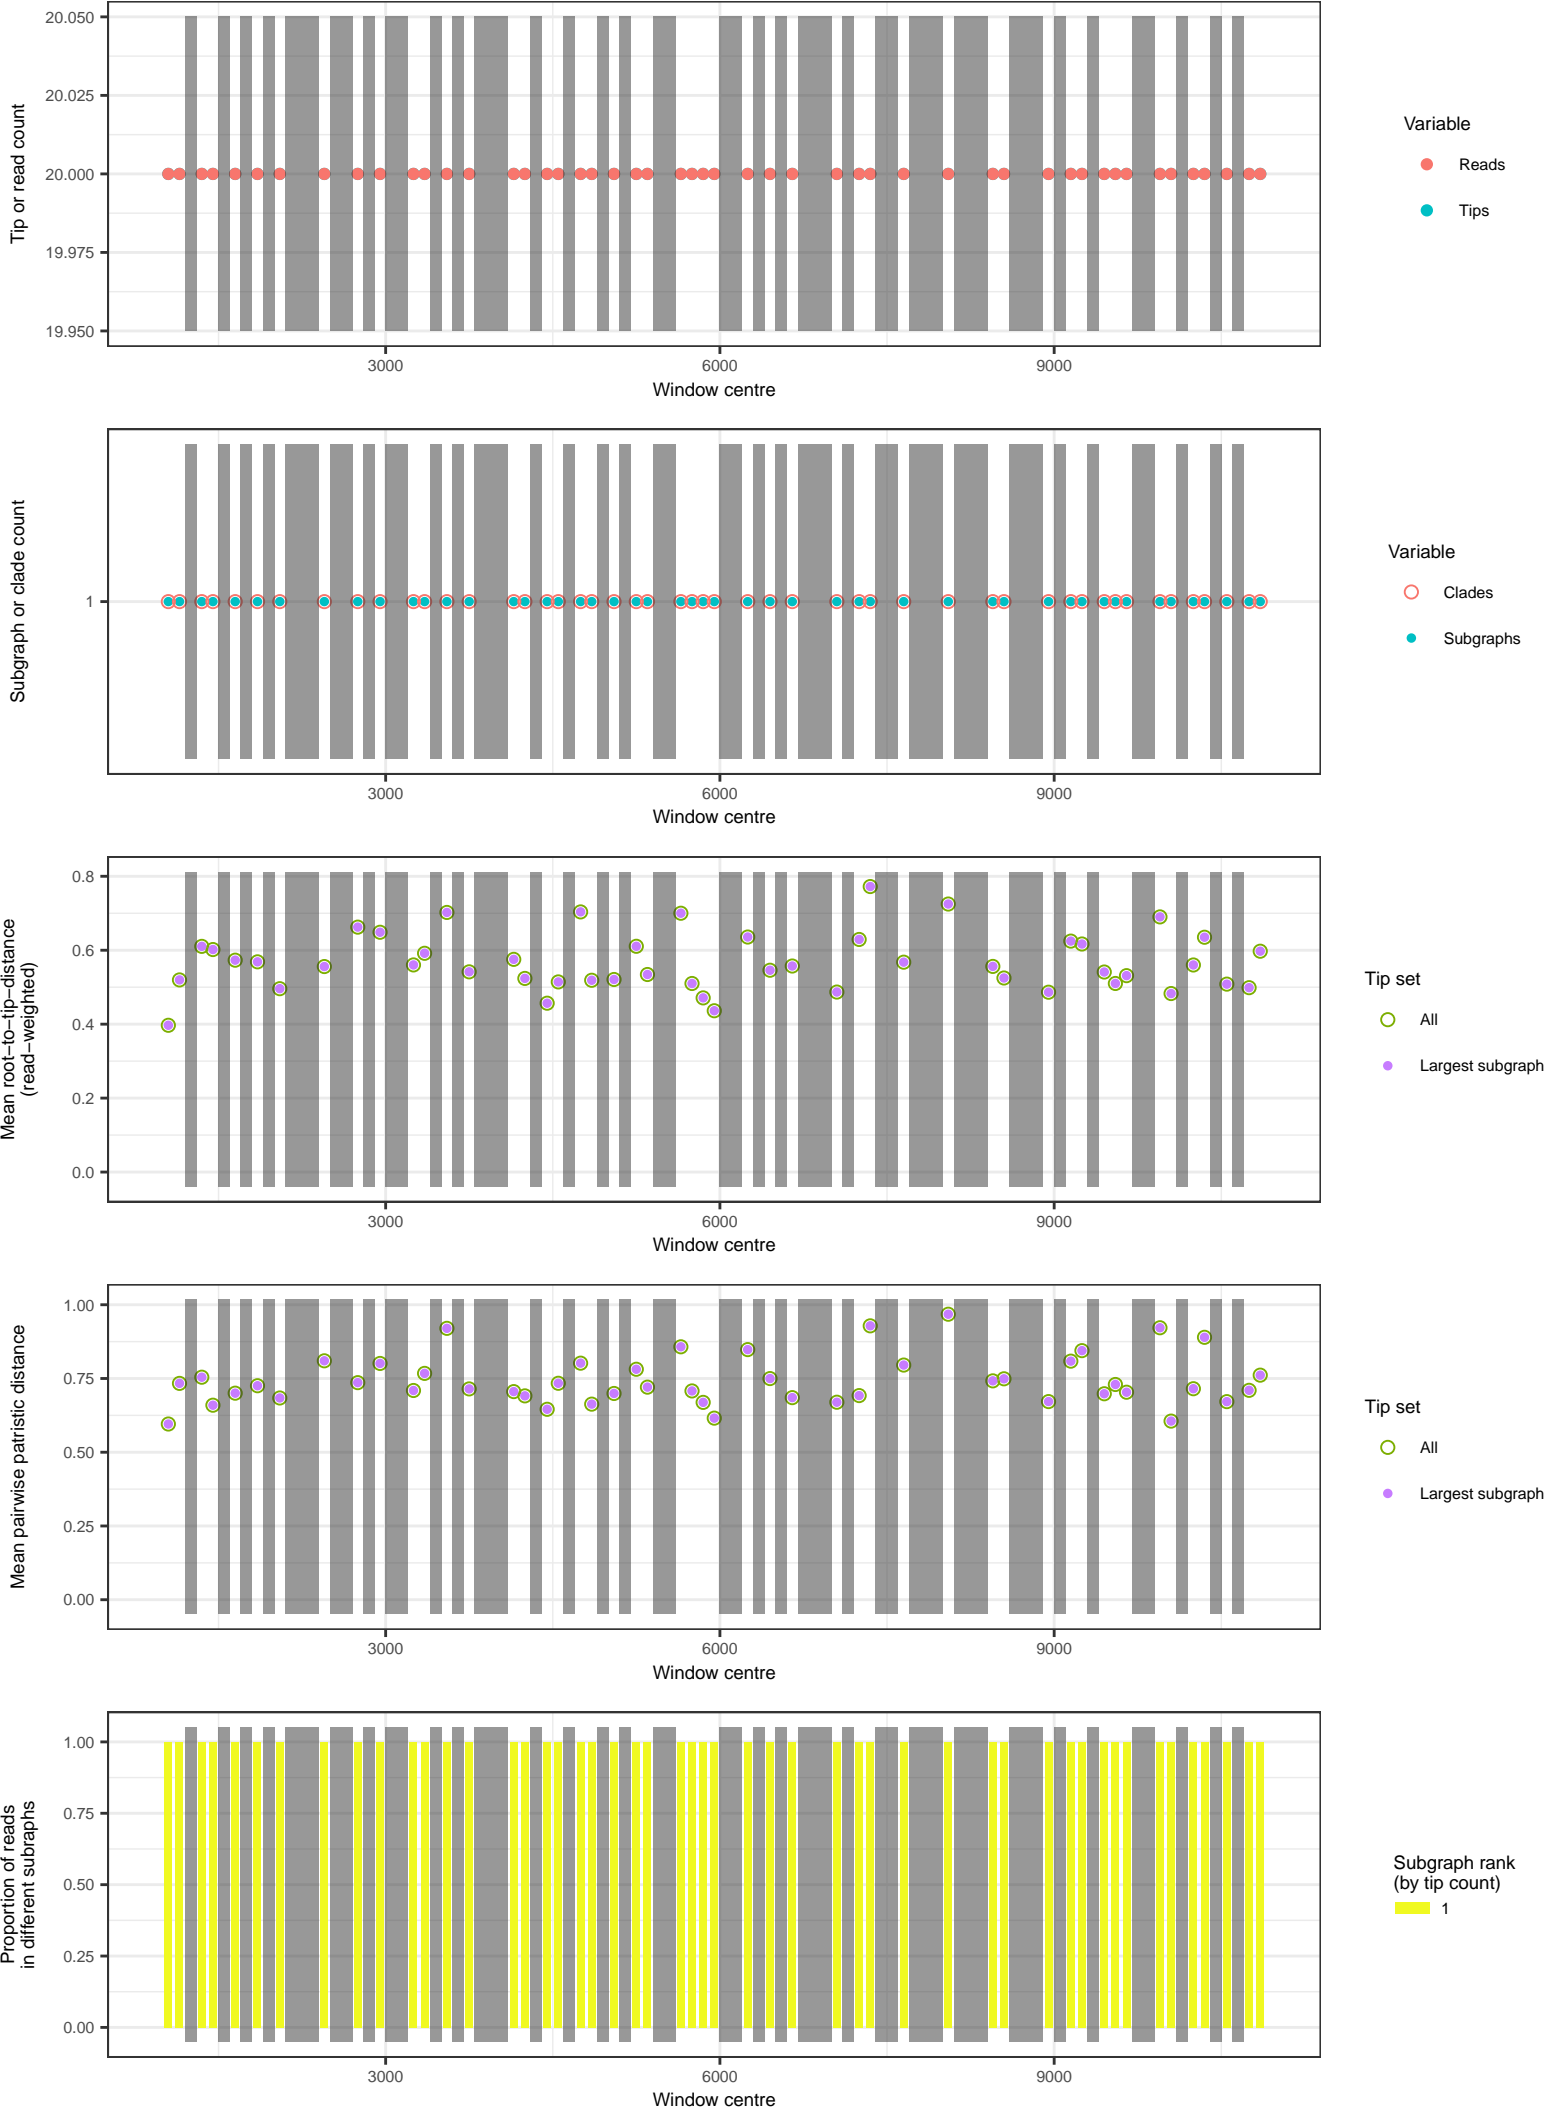 20.050
20.025
20.000
19.975
19.950
Tip or read count
3000
6000
9000
Window centre
Variable
Reads
Tips
1
Subgraph or clade count
3000
6000
9000
Window centre
Variable
Clades
Subgraphs
0.8
0.6
0.4
0.2
0.0
Mean root−to−tip−distance
(read−weighted)
3000
6000
9000
Window centre
Tip set
All
Largest subgraph
1.00
0.75
0.50
0.25
0.00
Mean pairwise patristic distance
3000
6000
9000
Window centre
Tip set
All
Largest subgraph
1.00
0.75
0.50
0.25
0.00
Proportion of reads
in different subraphs
3000
6000
9000
Window centre
Subgraph rank
(by tip count)
1